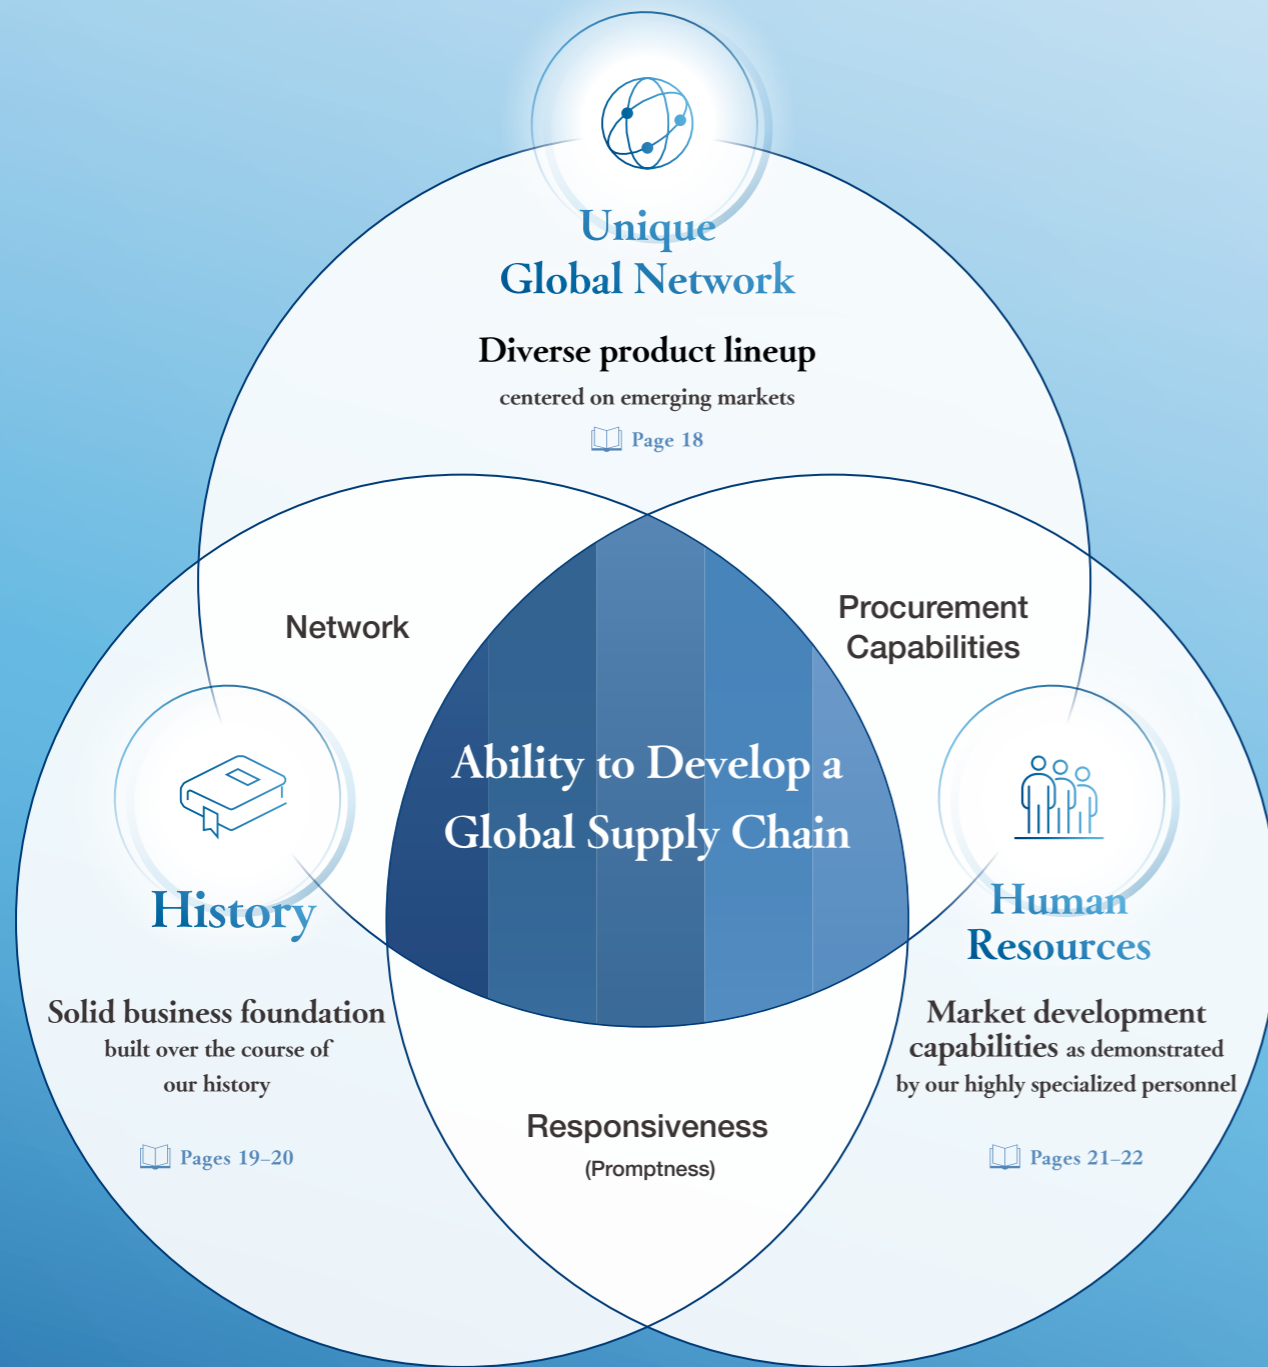 Unique
Global Network
Diverse product lineup
centered on emerging markets
Page 18
Network
Procurement
Capabilities
Ability to Develop a
Global Supply Chain
History
Solid business foundation
built over the course of
our history
Pages 19–20
Human
Resources
Market development
capabilities as demonstrated
by our highly specialized personnel
Pages 21–22
Responsiveness
(Promptness)